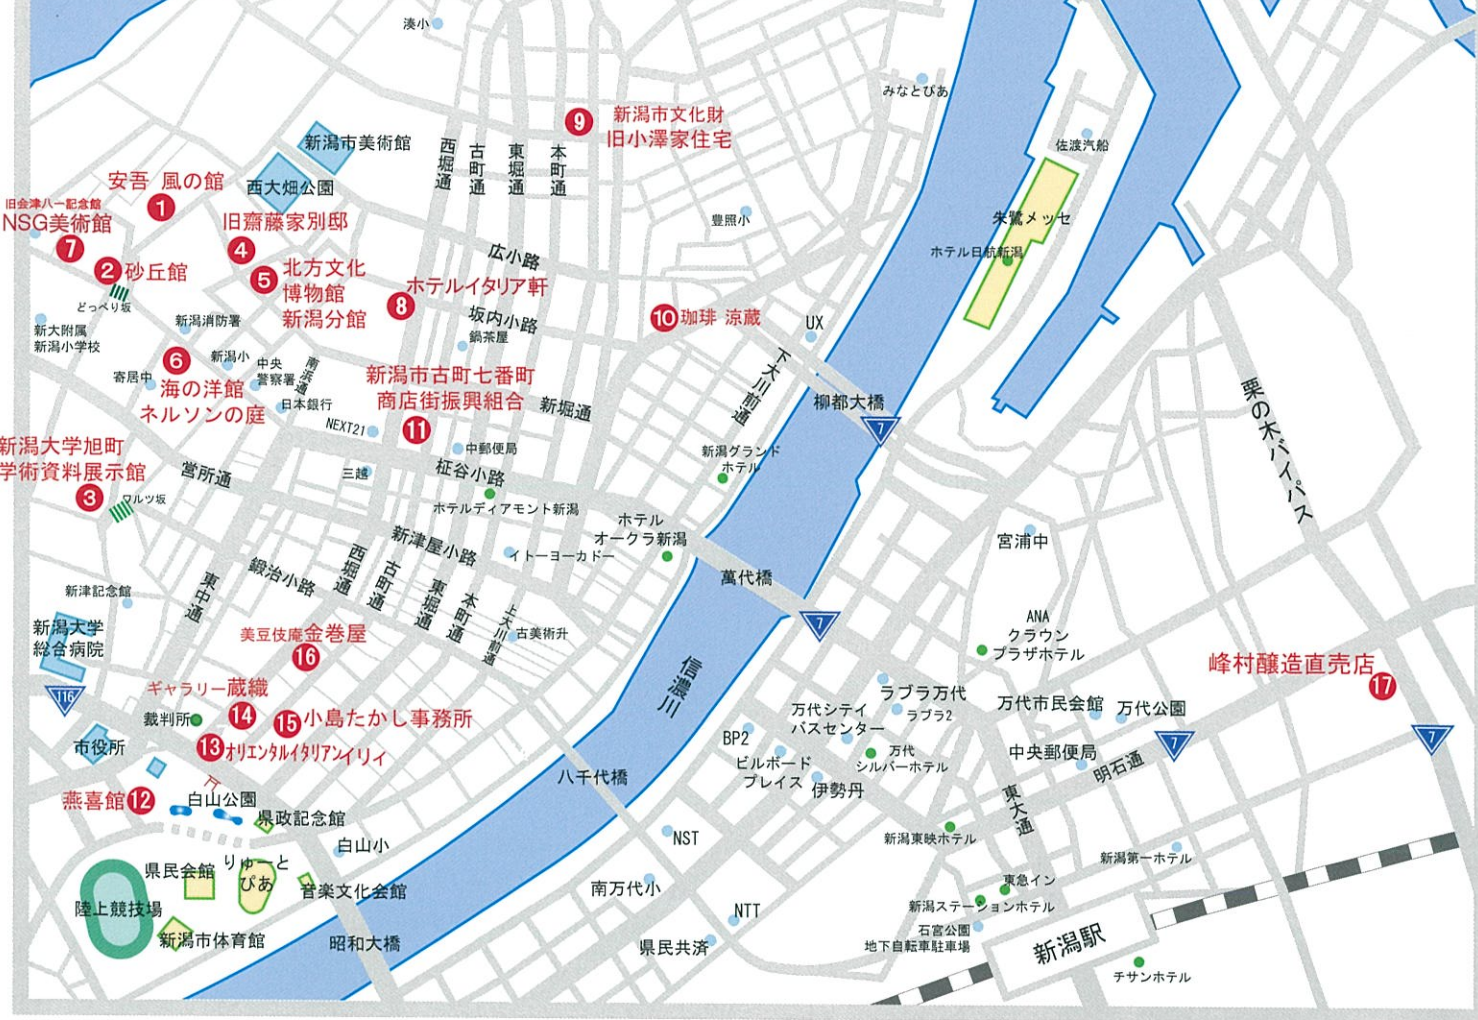 湊小
みなとぴあ
⑨
新潟市文化財
旧小澤家住宅
新潟市美術館
西堀通
古町通
東堀通
本町通
佐渡汽船
安吾 風の館
①
西大畑公園
旧会津八一記念館
NSG美術館
⑦
旧齋藤家別邸
④
豊照小
朱鷺メッセ
ホテル日航新潟
広小路
②
砂丘館
どっぺり坂
⑤
北方文化
博物館
新潟分館
ホテルイタリア軒
⑧
坂内小路
鍋茶屋
⑩
珈琲 涼蔵
UX
新大附属
新潟小学校
新潟消防署
⑥
新潟小
中央
警察署
南浜通
寄居中
海の洋館
ネルソンの庭
日本銀行
新潟市古町七番町
商店街振興組合
⑪
新堀通
下大川前通
柳都大橋
7
栗の木バイパス
NEXT21
中郵便局
三越
柾谷小路
新潟グランド
ホテル
新潟大学旭町
学術資料展示館
③
ワルツ坂
営所通
ホテルディアモント新潟
ホテル
オークラ新潟
新津屋小路
イトーヨーカドー
宮浦中
萬代橋
7
鍛治小路
西堀通
古町通
東堀通
本町通
上大川前通
古美術升
東中通
新津記念館
新潟大学
総合病院
美豆伎庵金巻屋
⑯
ANA
クラウン
プラザホテル
峰村醸造直売店
⑰
信濃川
116
ギャラリー蔵織
⑭
裁判所
⑮
小島たかし事務所
⑬
オリエンタルイタリアンイリィ
市役所
ラブラ万代
ラブラ2
万代シテイ
バスセンター
万代市民会館
万代公園
BP2
ビルボード
プレイス
万代
シルバーホテル
伊勢丹
中央郵便局
明石通
7
7
八千代橋
燕喜館
⑫
白山公園
県政記念館
白山小
東大通
NST
新潟東映ホテル
新潟第一ホテル
県民会館
りゅーと
ぴあ
音楽文化会館
陸上競技場
新潟市体育館
昭和大橋
南万代小
NTT
県民共済
東急イン
新潟ステーションホテル
石宮公園
地下自転車駐車場
新潟駅
チサンホテル